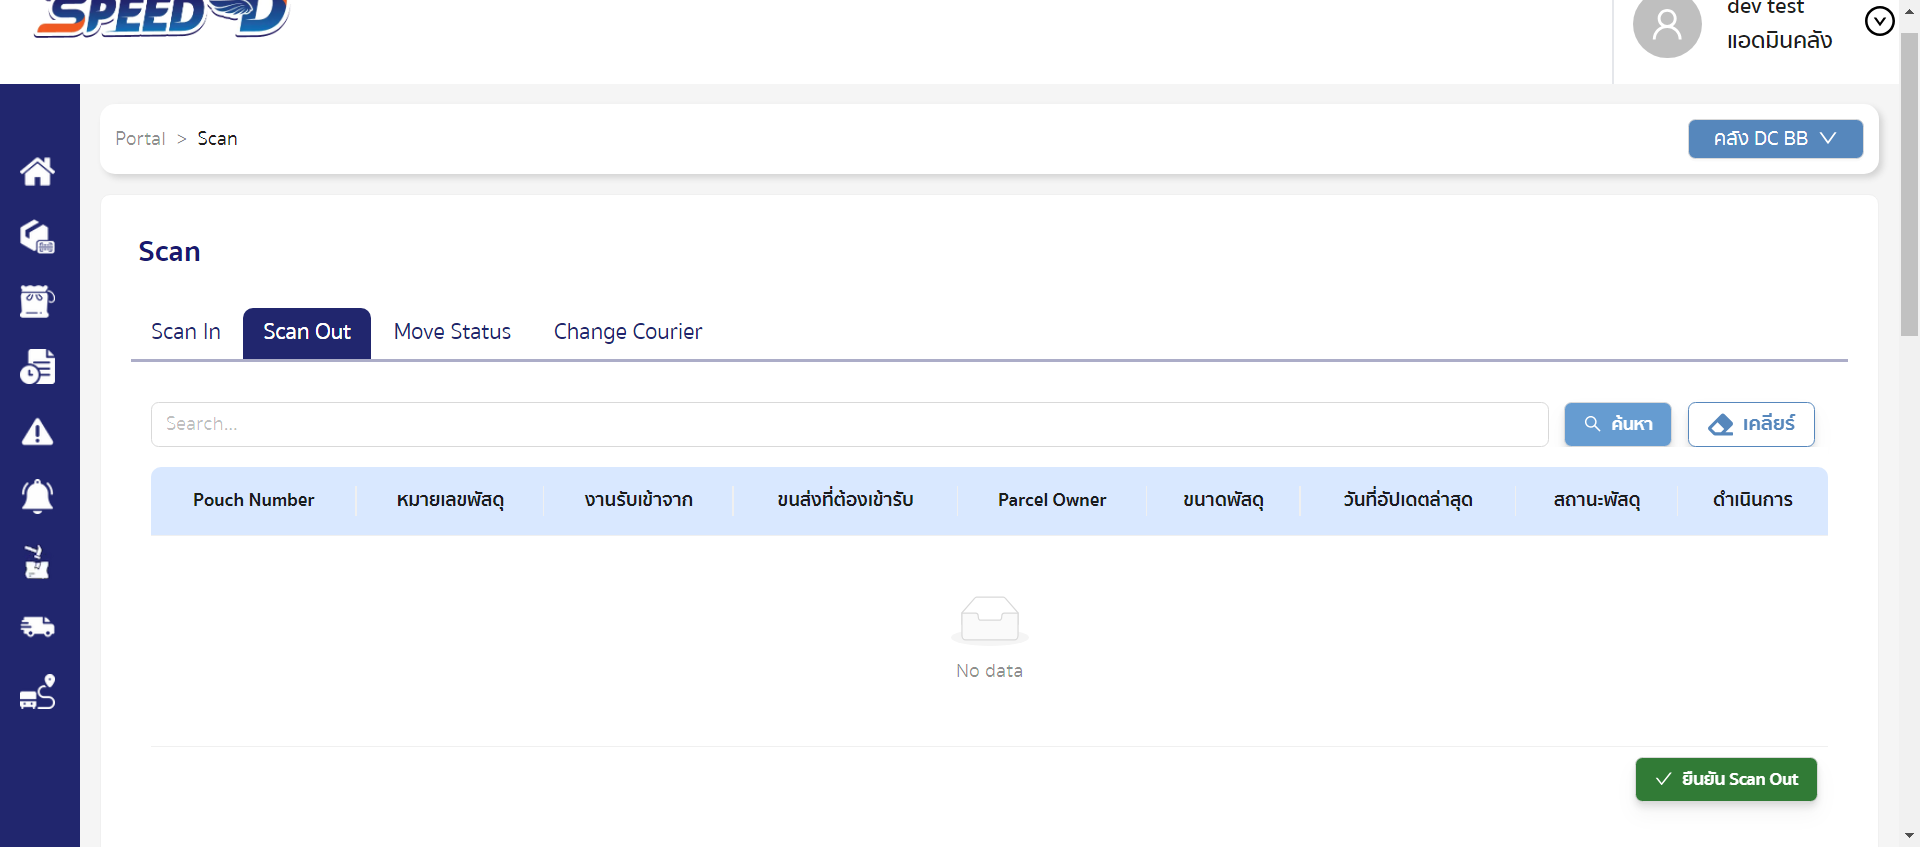 SPEED D
dev test
แอดมินคลัง
Portal > Scan
คลัง DC BB
Scan
Scan In
Scan Out
Move Status
Change Courier
Search...
ค้นหา
เคลียร์
Pouch Number
หมายเลขพัสดุ
งานรับเข้าจาก
ขนส่งที่ต้องเข้ารับ
Parcel Owner
ขนาดพัสดุ
วันที่อัปเดตล่าสุด
สถานะพัสดุ
ดำเนินการ
No data
ยืนยัน Scan Out